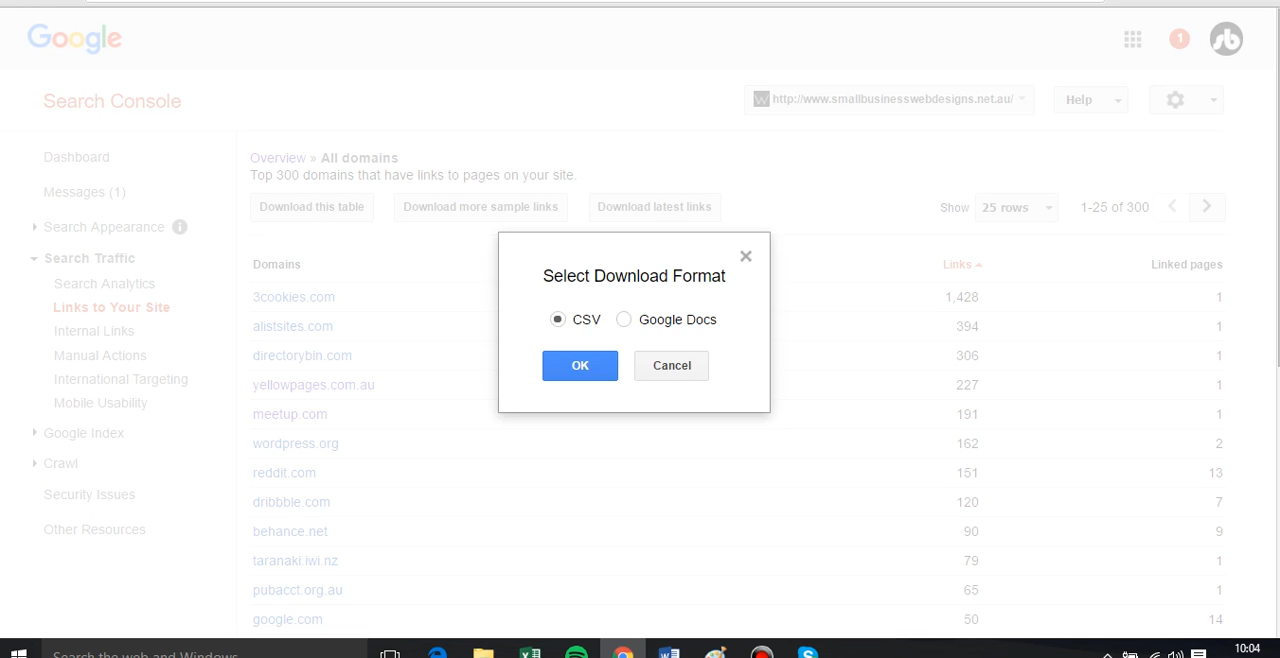 Google
1
Search Console
http://www.smallbusinesswebdesigns.net.au/
Help
Dashboard
Messages (1)
Search Appearance
Search Traffic
Search Analytics
Links to Your Site
Internal Links
Manual Actions
International Targeting
Mobile Usability
Google Index
Crawl
Security Issues
Other Resources
Overview » All domains
Top 300 domains that have links to pages on your site.
Download this table Download more sample links Download latest links
Show 25 rows 1-25 of 300
Domains Links Linked pages
3cookies.com 1,428 1
alistsites.com 394 1
directorybin.com 306 1
yellowpages.com.au 227 1
meetup.com 191 1
wordpress.org 162 2
reddit.com 151 13
dribbble.com 120 7
behance.net 90 9
taranaki.iwi.nz 79 1
pubacct.org.au 65 1
google.com 50 14
Select Download Format
CSV Google Docs
OK Cancel
Search the web and Windows
10:04